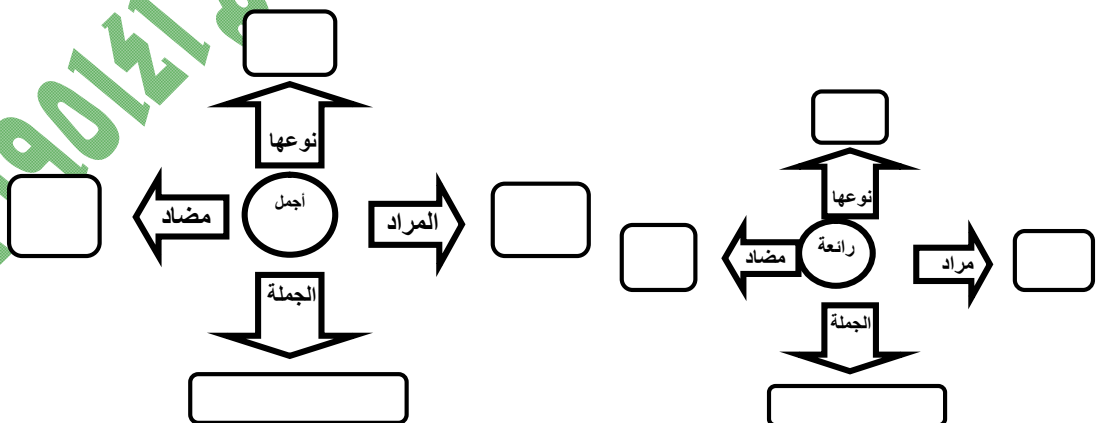 نوعها
أجمل
المراد
مضاد
الجملة
نوعها
رائعة
مراد
مضاد
الجملة